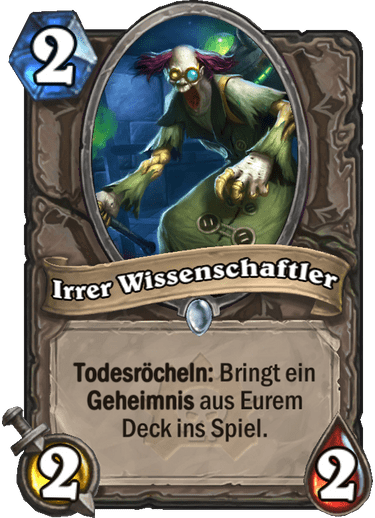 2
Irrer Wissenschaftler
Todesröcheln: Bringt ein
Geheimnis aus Eurem
Deck ins Spiel.
2 2